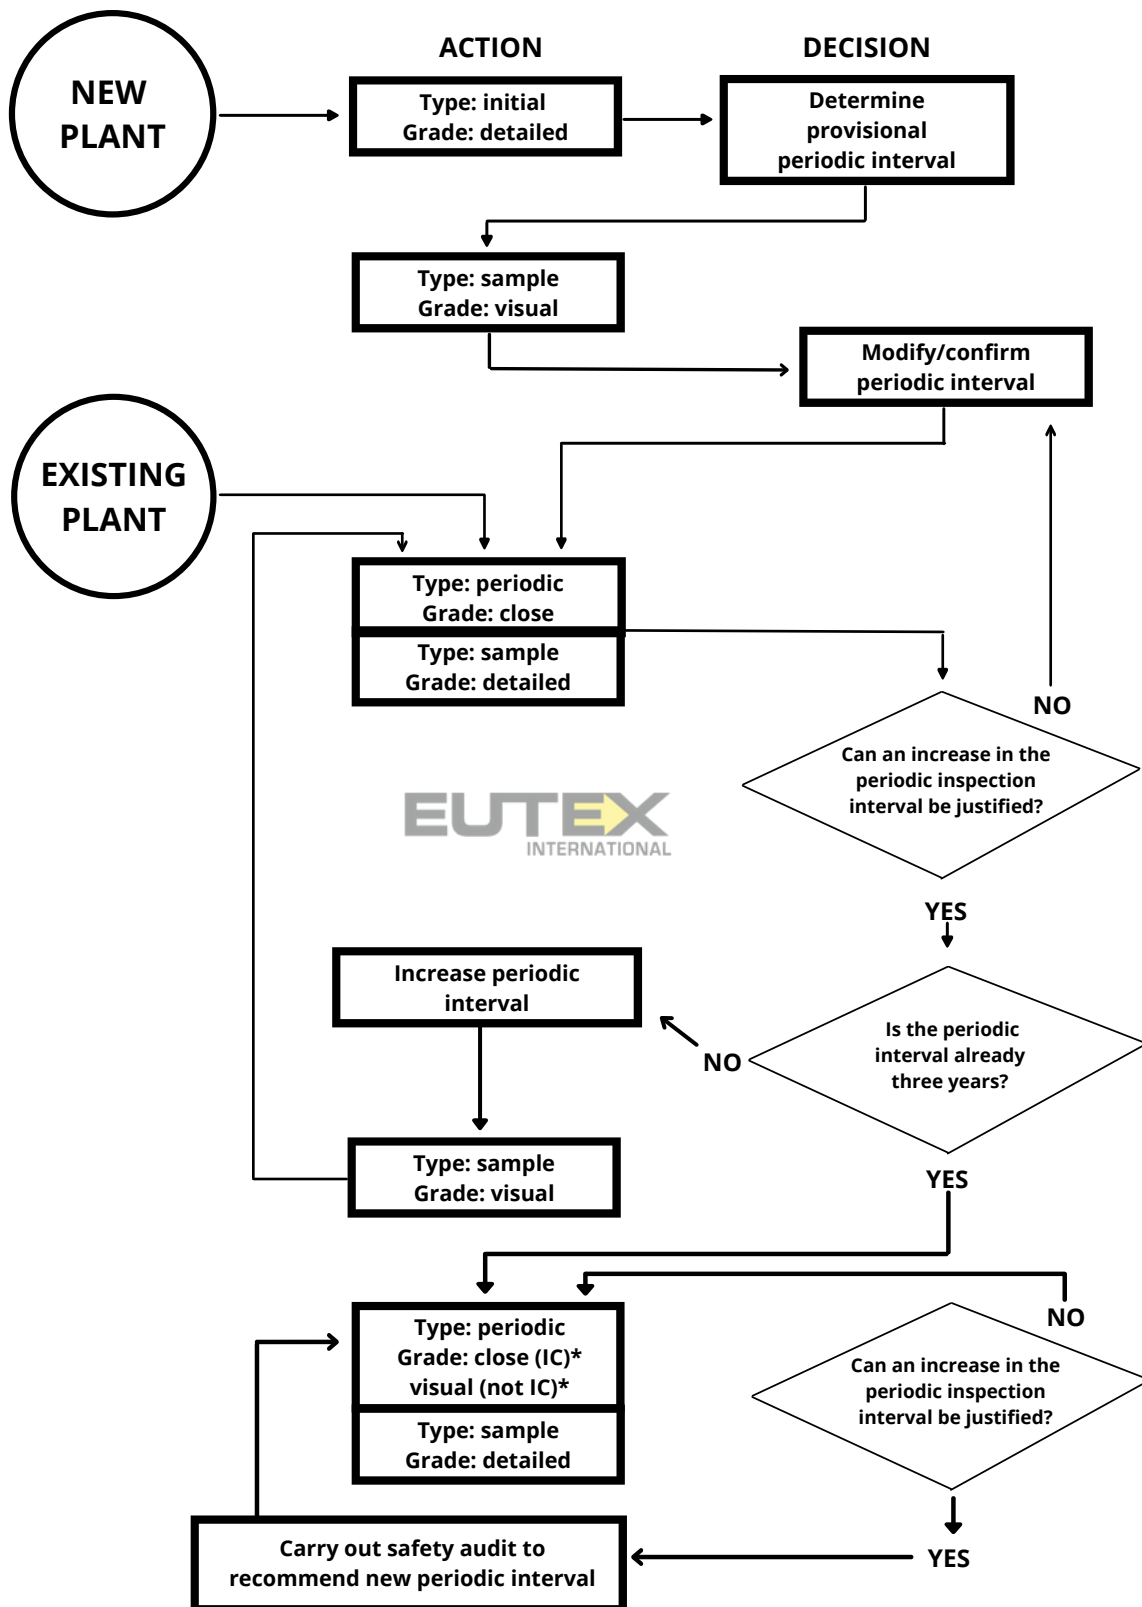 ACTION
DECISION
NEW
PLANT
Type: initial
Grade: detailed
Determine
provisional
periodic interval
Type: sample
Grade: visual
Modify/confirm
periodic interval
EXISTING
PLANT
Type: periodic
Grade: close
Type: sample
Grade: detailed
NO
Can an increase in the
periodic inspection
interval be justified?
EUTEX
INTERNATIONAL
YES
Increase periodic
interval
Is the periodic
interval already
three years?
NO
Type: sample
Grade: visual
YES
Type: periodic
Grade: close (IC)*
visual (not IC)*
Type: sample
Grade: detailed
NO
Can an increase in the
periodic inspection
interval be justified?
Carry out safety audit to
recommend new periodic interval
YES